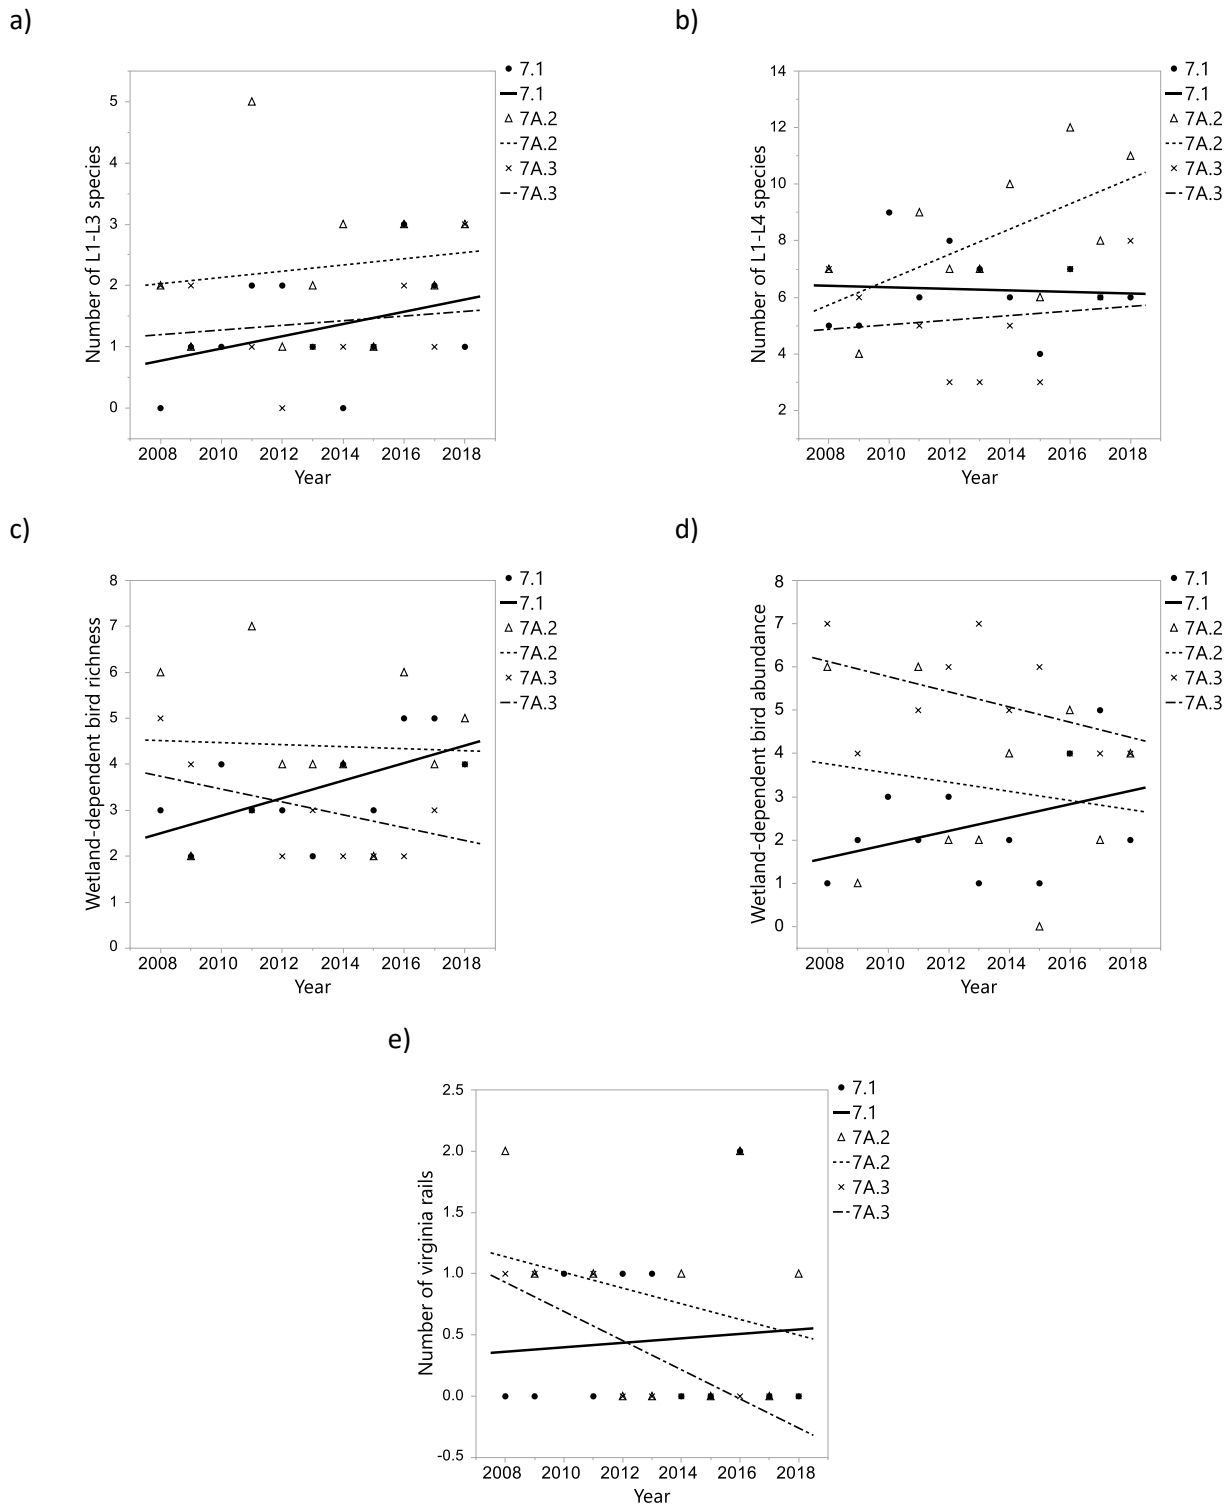 a)
Number of L1-L3 species
5
4
3
2
1
0
2008 2010 2012 2014 2016 2018
Year
7.1
7.1
7A.2
7A.2
7A.3
7A.3
b)
Number of L1-L4 species
14
12
10
8
6
4
2
2008 2010 2012 2014 2016 2018
Year
7.1
7.1
7A.2
7A.2
7A.3
7A.3
c)
Wetland-dependent bird richness
8
7
6
5
4
3
2
1
0
2008 2010 2012 2014 2016 2018
Year
7.1
7.1
7A.2
7A.2
7A.3
7A.3
d)
Wetland-dependent bird abundance
8
7
6
5
4
3
2
1
0
2008 2010 2012 2014 2016 2018
Year
7.1
7.1
7A.2
7A.2
7A.3
7A.3
e)
Number of virginia rails
2.5
2.0
1.5
1.0
0.5
0.0
-0.5
2008 2010 2012 2014 2016 2018
Year
7.1
7.1
7A.2
7A.2
7A.3
7A.3